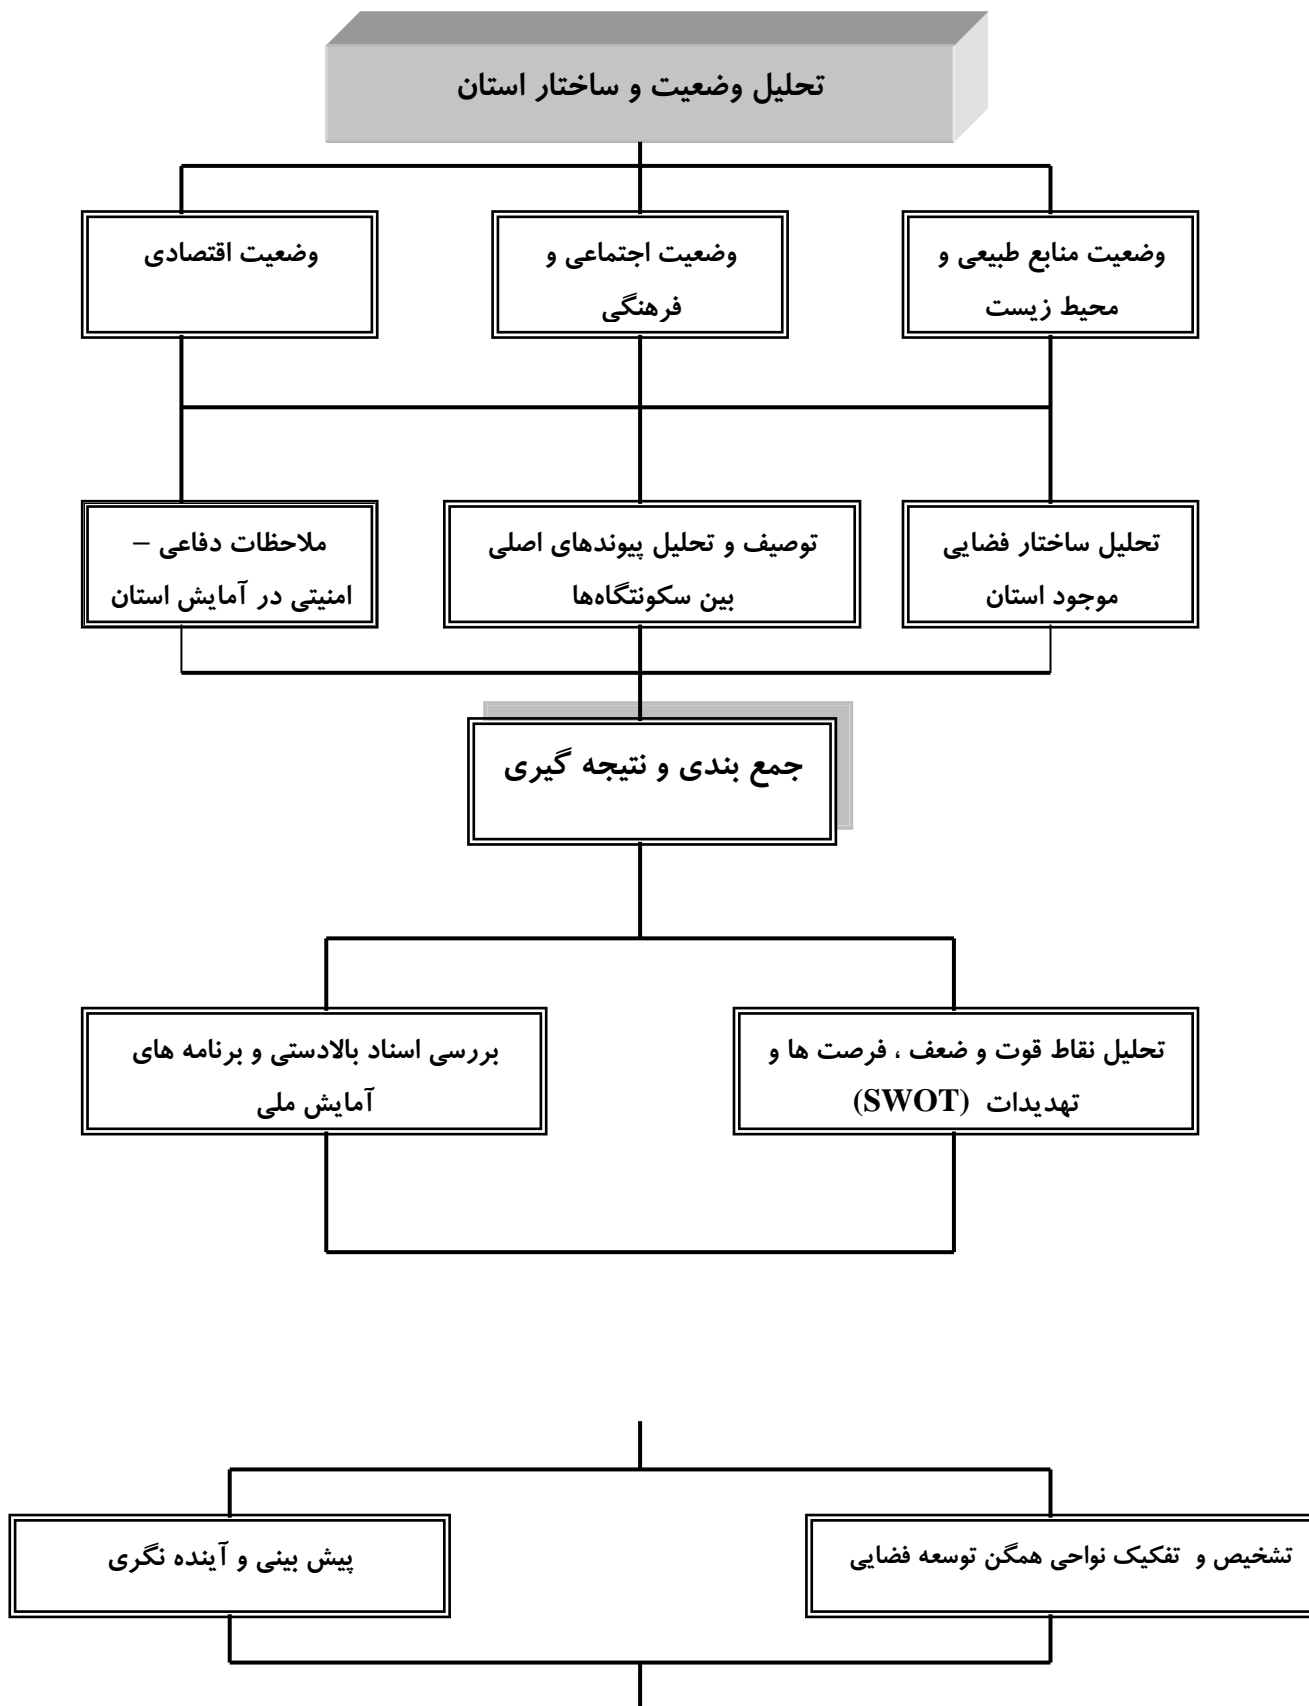 تحلیل وضعیت و ساختار استان
وضعیت منابع طبیعی و
محیط زیست
وضعیت اجتماعی و
فرهنگی
وضعیت اقتصادی
تحلیل ساختار فضایی
موجود استان
توصیف و تحلیل پیوندهای اصلی
بین سکونتگاه‌ها
ملاحظات دفاعی –
امنیتی در آمایش استان
جمع بندی و نتیجه گیری
تحلیل نقاط قوت و ضعف ، فرصت ها و
تهدیدات (SWOT)
بررسی اسناد بالادستی و برنامه های
آمایش ملی
تشخیص و تفکیک نواحی همگن توسعه فضایی
پیش بینی و آینده نگری